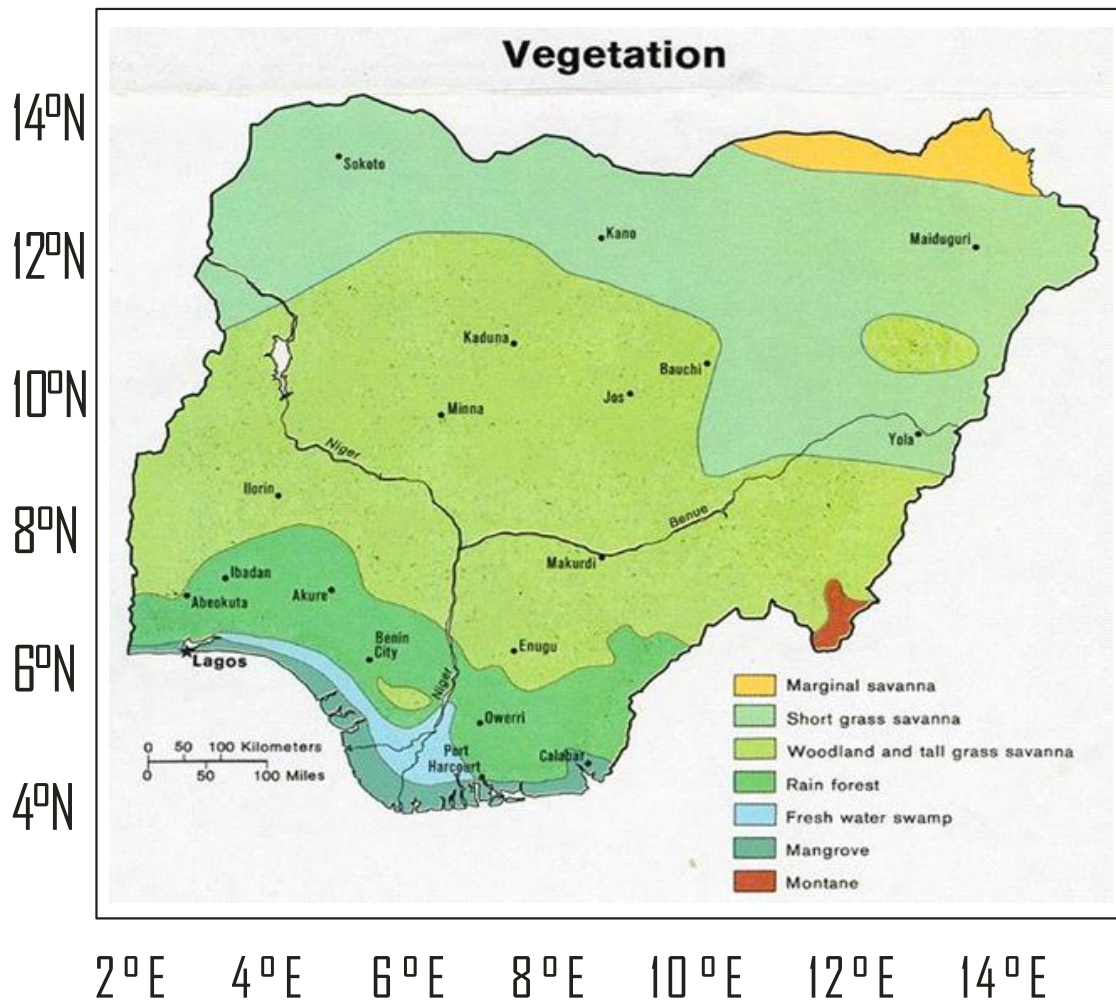 Vegetation
14ºN
12ºN
10ºN
8ºN
6ºN
4ºN
Sokoto
Kano
Maiduguri
Kaduna
Bauchi
Jos
Minna
Yola
Niger
Ilorin
Benue
Makurdi
Ibadan
Abeokuta
Akure
Benin
City
Enugu
Lagos
Niger
Owerri
Port
Harcourt
Calabar
0 50 100 Kilometers
0 50 100 Miles
Marginal savanna
Short grass savanna
Woodland and tall grass savanna
Rain forest
Fresh water swamp
Mangrove
Montane
2ºE 4ºE 6ºE 8ºE 10ºE 12ºE 14ºE